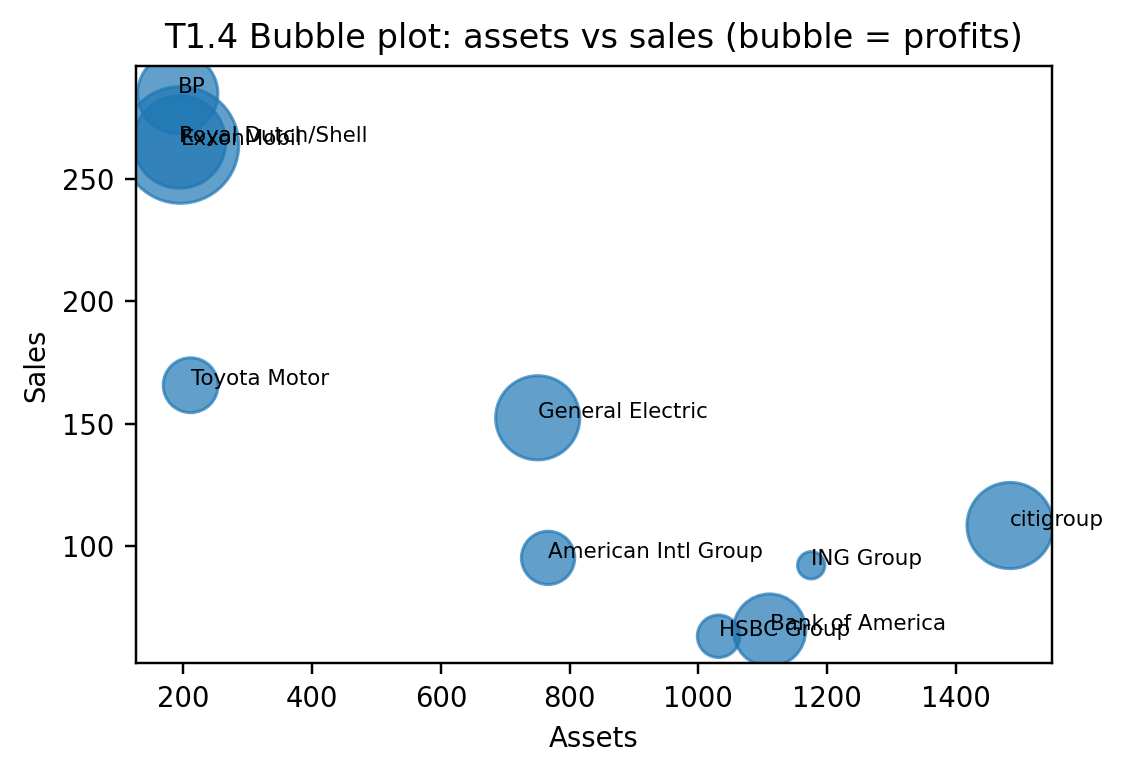 T1.4 Bubble plot: assets vs sales (bubble = profits)
BP
Royal Dutch/Shell
ExxonMobil
250
200
Toyota Motor
General Electric
150
citigroup
American Intl Group
ING Group
100
Bank of America
HSBC Group
Sales
200 400 600 800 1000 1200 1400
Assets